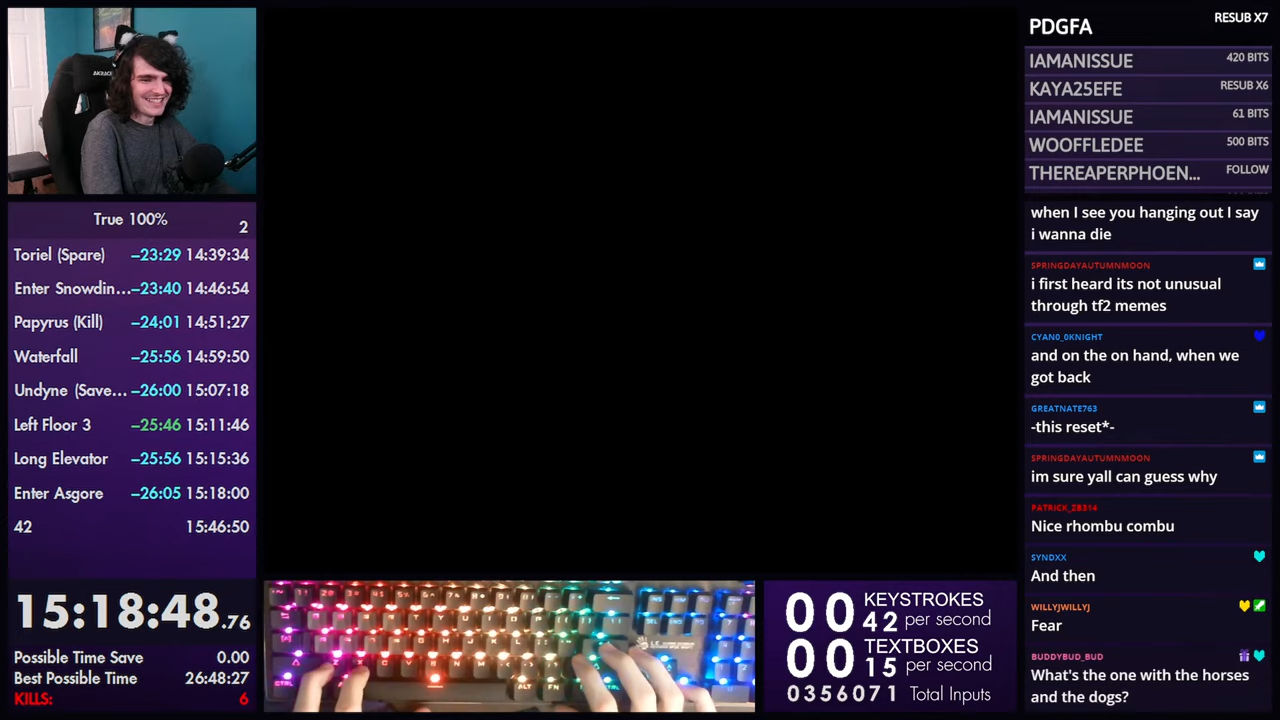 True 100%
2
Toriel (Spare) −23:29 14:39:34
Enter Snowdin... −23:40 14:46:54
Papyrus (Kill) −24:01 14:51:27
Waterfall −25:56 14:59:50
Undyne (Save... −26:00 15:07:18
Left Floor 3 −25:46 15:11:46
Long Elevator −25:56 15:15:36
Enter Asgore −26:05 15:18:00
42 15:46:50
15:18:48.76
Possible Time Save 0.00
Best Possible Time 26:48:27
KILLS: 6
CTRL
ALT FN
00 KEYSTROKES
42 per second
00 TEXTBOXES
15 per second
0356071 Total Inputs
PDGFA RESUB X7
IAMANISSUE 420 BITS
KAYA25EFE RESUB X6
IAMANISSUE 61 BITS
WOOFFLEDEE 500 BITS
THEREAPERPHOEN... FOLLOW
when I see you hanging out I say
i wanna die
SPRINGDAYAUTUMNMOON
i first heard its not unusual
through tf2 memes
CYAN0_0KNIGHT
and on the on hand, when we
got back
GREATNATE763
-this reset*-
SPRINGDAYAUTUMNMOON
im sure yall can guess why
PATRICK_ZB314
Nice rhombu combu
SYNDXX
And then
WILLYJWILLYJ
Fear
BUDDYBUD_BUD
What's the one with the horses
and the dogs?